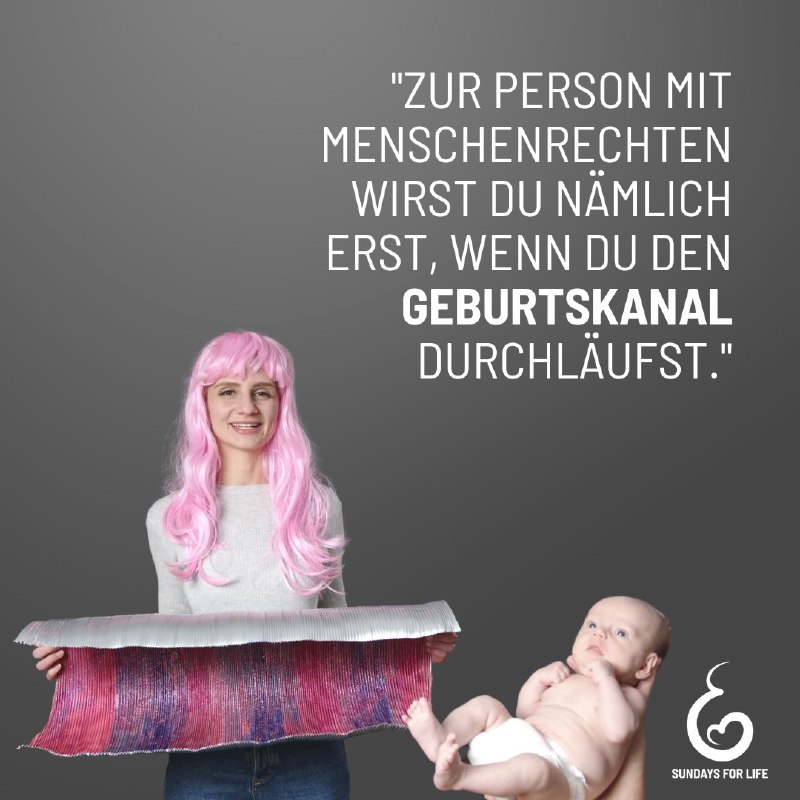 "ZUR PERSON MIT
MENSCHENRECHTEN
WIRST DU NÄMLICH
ERST, WENN DU DEN
GEBURTSKANAL
DURCHLÄUFST."
SUNDAYS FOR LIFE